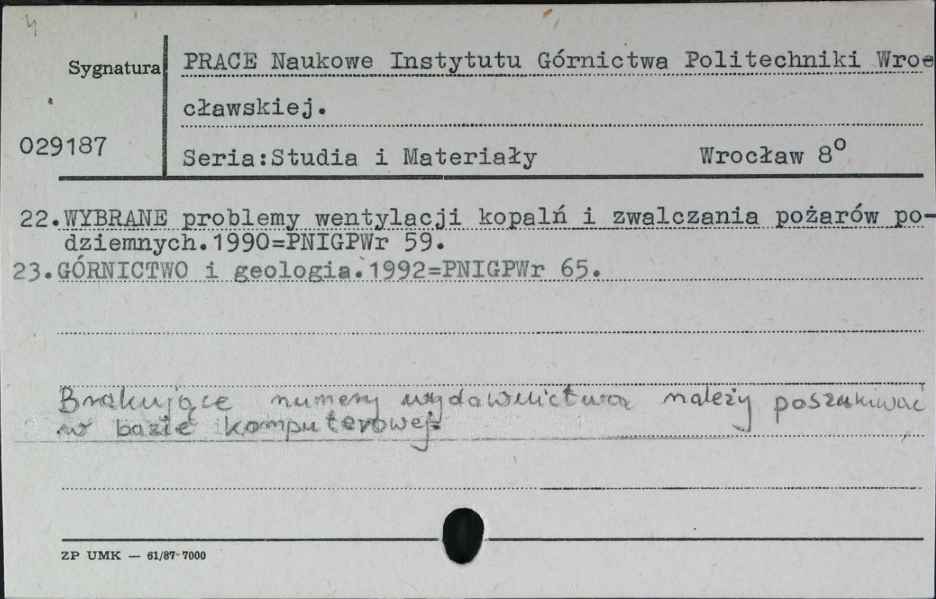 4
Sygnatura
PRACE Naukowe Instytutu Górnictwa Politechniki Wro-
cławskiej.
029187
Seria:Studia i Materiały Wrocław 8°
22.WYBRANE problemy wentylacji kopalń i zwalczania pożarów po-
dziemnych.1990=PNIGPWr 59.
23.GÓRNICTWO i geologia.1992=PNIGPWr 65.
Brakujące numery wydawnictwa należy poszukiwać
w bazie komputerowej
ZP UMK — 61/87-7000